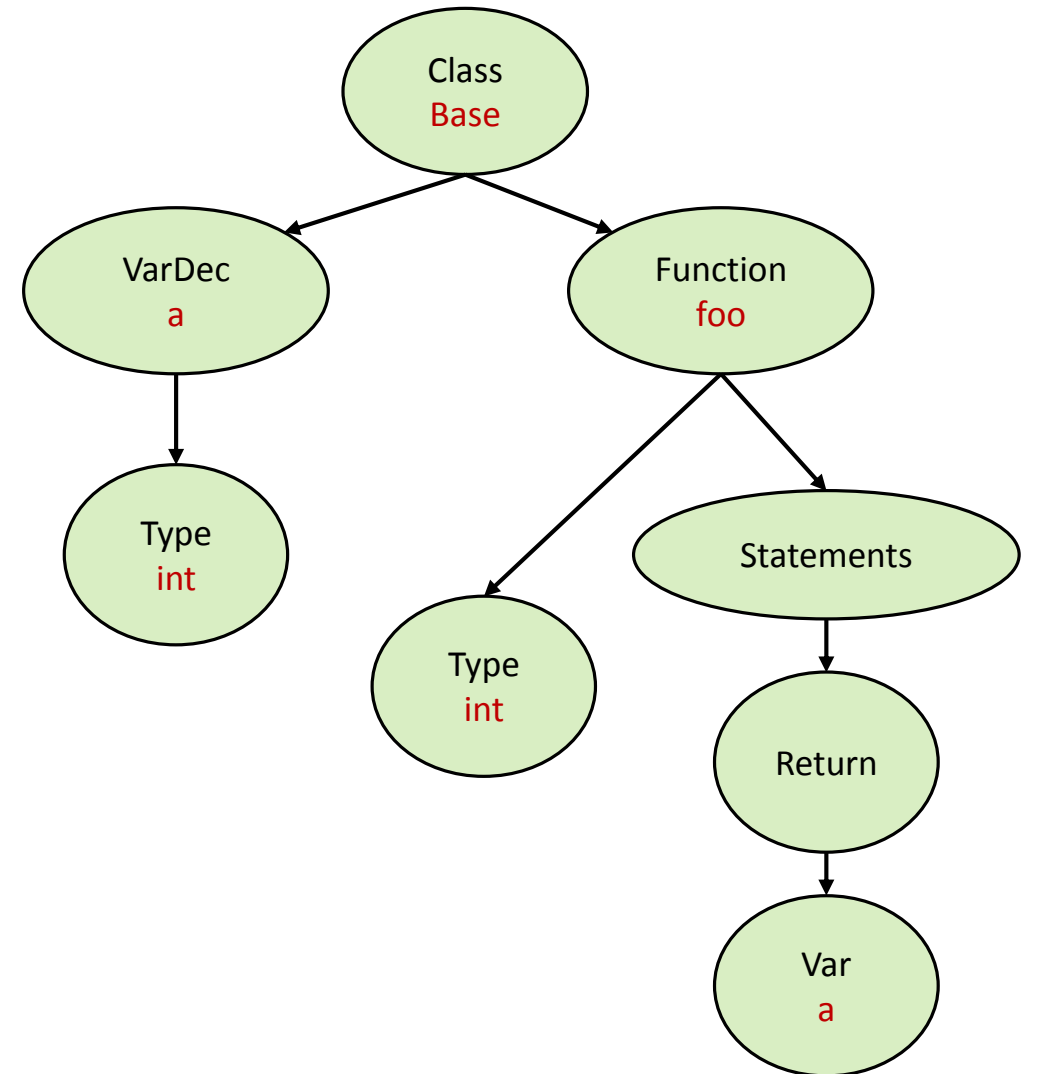 Class
Base
VarDec
a
Function
foo
Type
int
Statements
Type
int
Return
Var
a